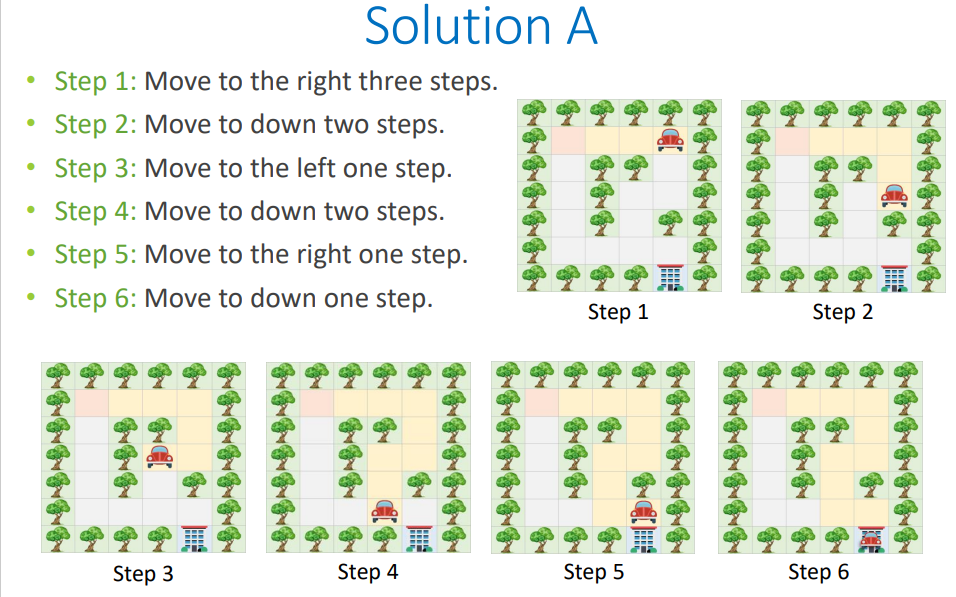 Solution A
• Step 1: Move to the right three steps.
• Step 2: Move to down two steps.
• Step 3: Move to the left one step.
• Step 4: Move to down two steps.
• Step 5: Move to the right one step.
• Step 6: Move to down one step.
Step 1
Step 2
Step 3
Step 4
Step 5
Step 6